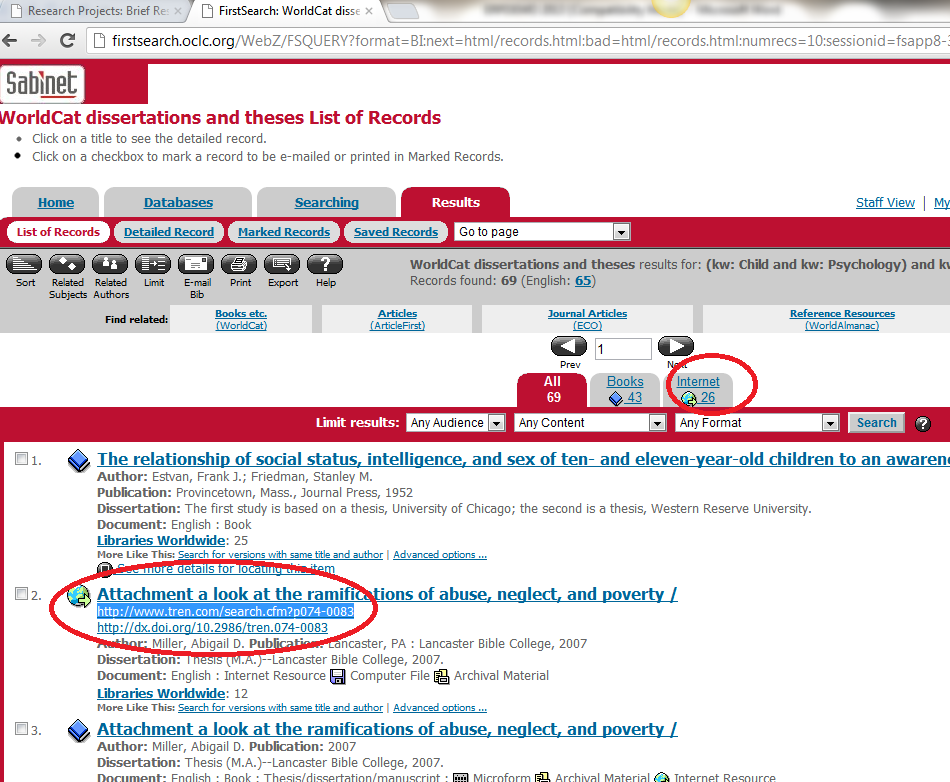 Research Projects: Brief Re
FirstSearch: WorldCat disse
firstsearch.oclc.org/WebZ/FSQUERY?format=BI:next=html/records.html:bad=html/records.html:numrecs=10:sessionid=fsapp8-3
Sabinet
WorldCat dissertations and theses List of Records
• Click on a title to see the detailed record.
• Click on a checkbox to mark a record to be e-mailed or printed in Marked Records.
Home Databases Searching Results Staff View | My
List of Records Detailed Record Marked Records Saved Records Go to page
Sort Related Subjects Related Authors Limit E-mail Bib Print Export Help
WorldCat dissertations and theses results for: (kw: Child and kw: Psychology) and kw
Records found: 69 (English: 65)
Find related: Books etc. (WorldCat) Articles (ArticleFirst) Journal Articles (ECO) Reference Resources (WorldAlmanac)
Prev 1 Next
All 69 Books 43 Internet 26
Limit results: Any Audience Any Content Any Format Search ?
1. The relationship of social status, intelligence, and sex of ten- and eleven-year-old children to an awaren
Author: Estvan, Frank J.; Friedman, Stanley M.
Publication: Provincetown, Mass., Journal Press, 1952
Dissertation: The first study is based on a thesis, University of Chicago; the second is a thesis, Western Reserve University.
Document: English : Book
Libraries Worldwide: 25
More Like This: Search for versions with same title and author | Advanced options ...
See more details for locating this item
2. Attachment a look at the ramifications of abuse, neglect, and poverty /
http://www.tren.com/search.cfm?p074-0083
http://dx.doi.org/10.2986/tren.074-0083
Author: Miller, Abigail D. Publication: Lancaster, PA : Lancaster Bible College, 2007
Dissertation: Thesis (M.A.)--Lancaster Bible College, 2007.
Document: English : Internet Resource Computer File Archival Material
Libraries Worldwide: 12
More Like This: Search for versions with same title and author | Advanced options ...
3. Attachment a look at the ramifications of abuse, neglect, and poverty /
Author: Miller, Abigail D. Publication: 2007
Dissertation: Thesis (M.A.)--Lancaster Bible College, 2007.
Document: English : Book : Thesis/dissertation/manuscript : Microform Archival Material Internet Resource